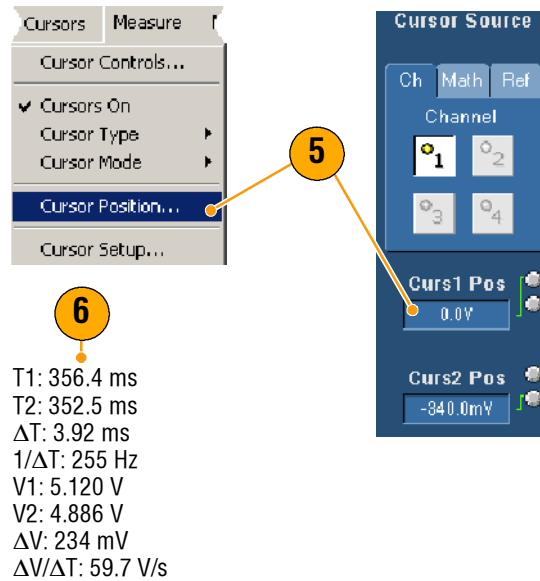 Cursors Measure
Cursor Controls...
Cursors On
Cursor Type
Cursor Mode
Cursor Position...
Cursor Setup...
5
Cursor Source
Ch Math Ref
Channel
1 2
3 4
Curs1 Pos
0.0V
Curs2 Pos
-340.0mV
6
T1: 356.4 ms
T2: 352.5 ms
ΔT: 3.92 ms
1/ΔT: 255 Hz
V1: 5.120 V
V2: 4.886 V
ΔV: 234 mV
ΔV/ΔT: 59.7 V/s